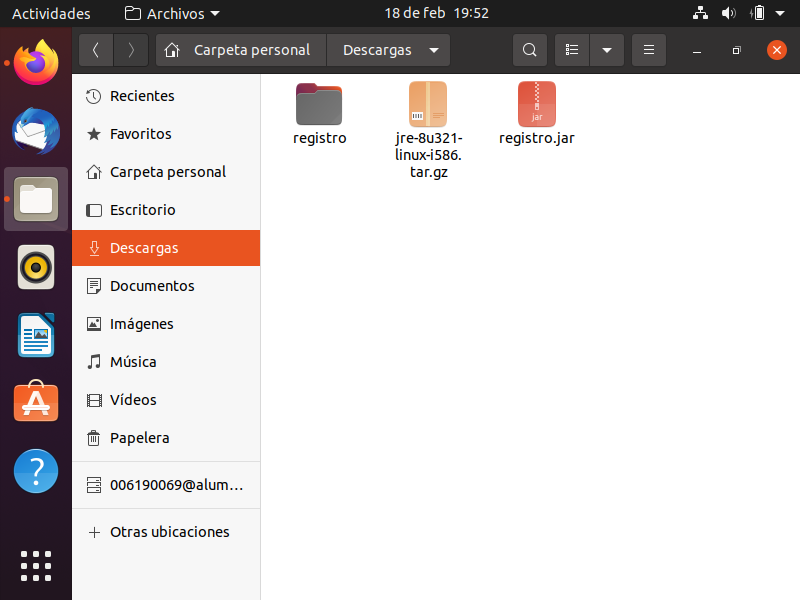 Actividades
Archivos
18 de feb 19:52
Carpeta personal
Descargas
Recientes
Favoritos
Carpeta personal
Escritorio
Descargas
Documentos
Imágenes
Música
Vídeos
Papelera
006190069@alum…
Otras ubicaciones
registro
jre-8u321-
linux-i586.
tar.gz
jar
registro.jar